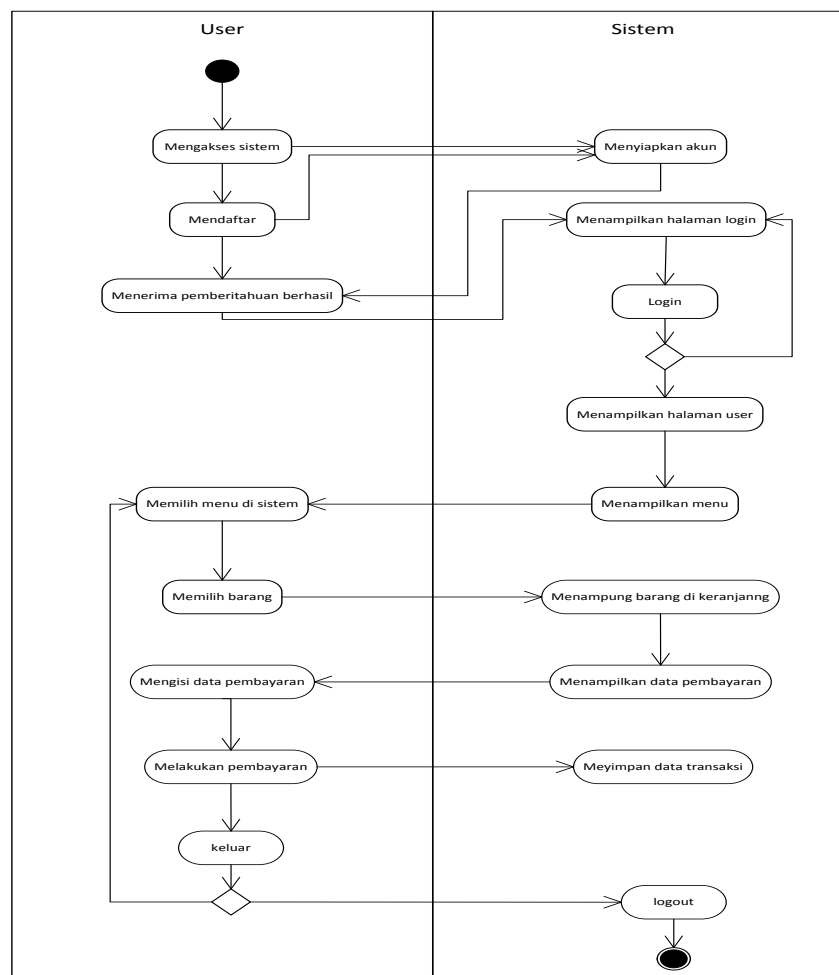 User
Sistem
Mengakses sistem
Menyiapkan akun
Mendaftar
Menampilkan halaman login
Menerima pemberitahuan berhasil
Login
Menampilkan halaman user
Memilih menu di sistem
Menampilkan menu
Memilih barang
Menampung barang di keranjanng
Mengisi data pembayaran
Menampilkan data pembayaran
Melakukan pembayaran
Meyimpan data transaksi
keluar
logout